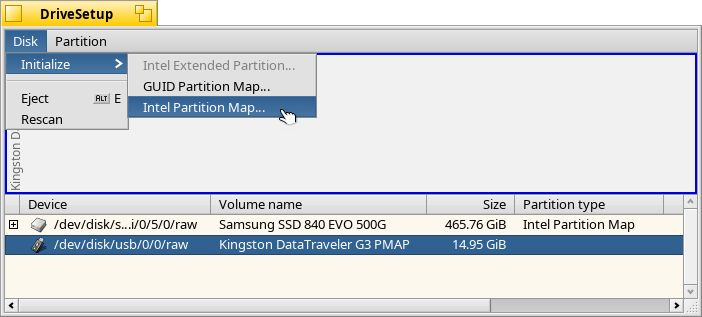 DriveSetup
Disk Partition
Initialize
Intel Extended Partition...
GUID Partition Map...
Eject ALT E
Intel Partition Map...
Rescan
Kingston D
Device Volume name Size Partition type
/dev/disk/s...i/0/5/0/raw Samsung SSD 840 EVO 500G 465.76 GiB Intel Partition Map
/dev/disk/usb/0/0/raw Kingston DataTraveler G3 PMAP 14.95 GiB